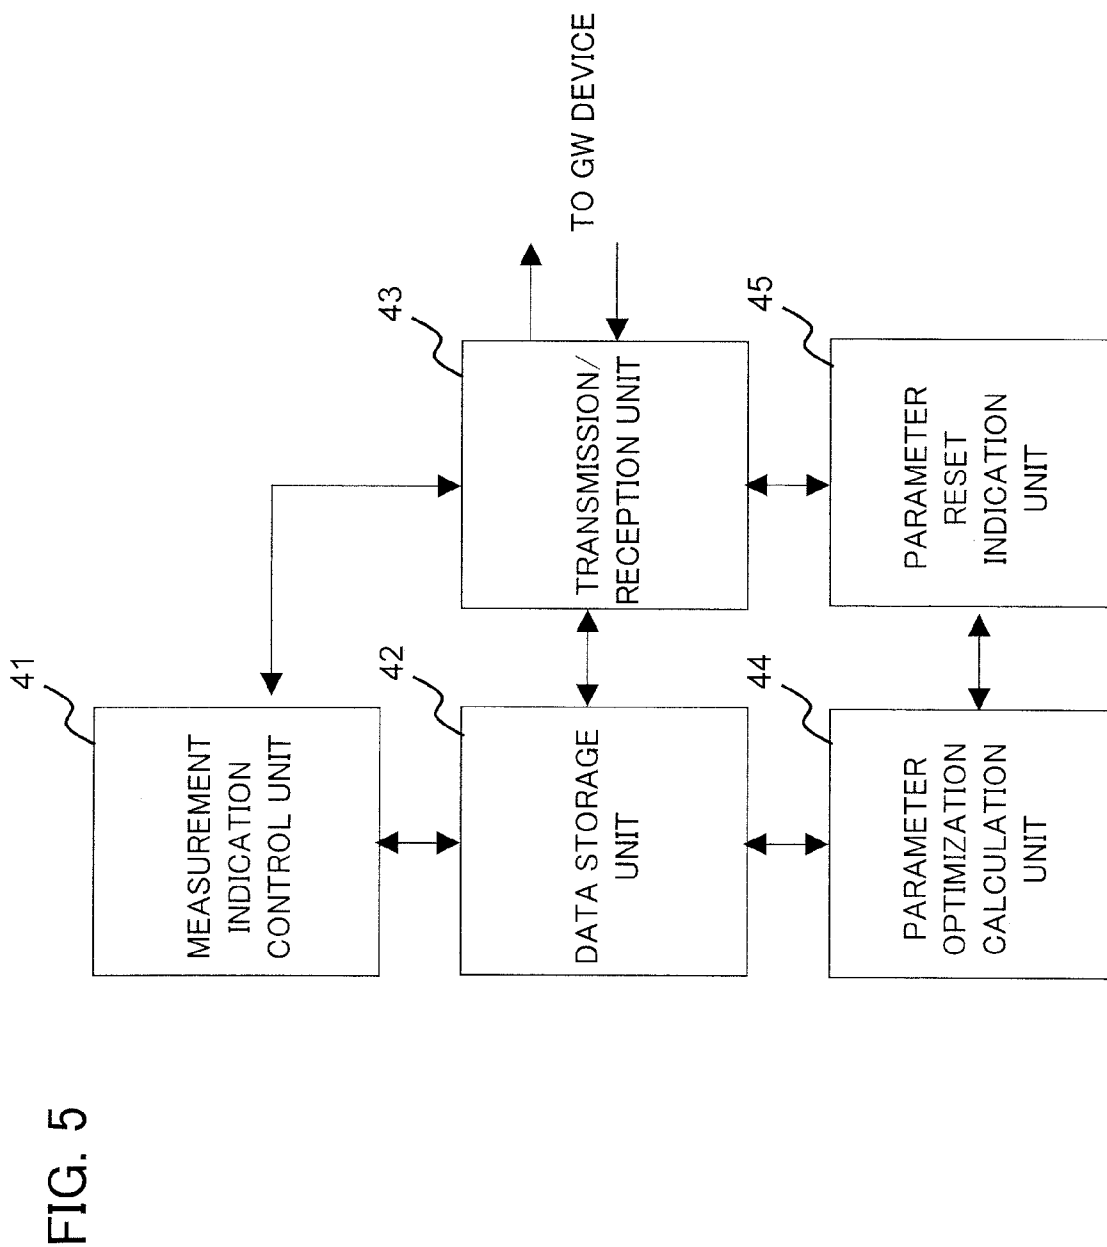 FIG. 5
41
MEASUREMENT
INDICATION
CONTROL UNIT
42
DATA STORAGE
UNIT
43
TRANSMISSION/
RECEPTION UNIT
TO GW DEVICE
44
PARAMETER
OPTIMIZATION
CALCULATION
UNIT
45
PARAMETER
RESET
INDICATION
UNIT